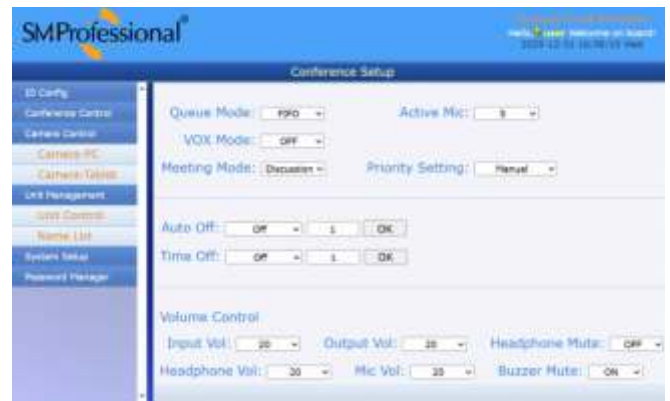 SMProfessional
Conference Setup
ID Config
Conference Control
Camera Control
Camera-PC
Camera-Tablet
Unit Management
Unit Control
Name List
System Setup
Password Manager
Queue Mode: FIFO Active Mic:
VOX Mode: OFF
Meeting Mode: Discussion Priority Setting: Manual
Auto Off: Off 1 OK
Time Off: Off 1 OK
Volume Control
Input Vol: 20 Output Vol: 20 Headphone Mute: OFF
Headphone Vol: 20 Mic Vol: 20 Buzzer Mute: ON